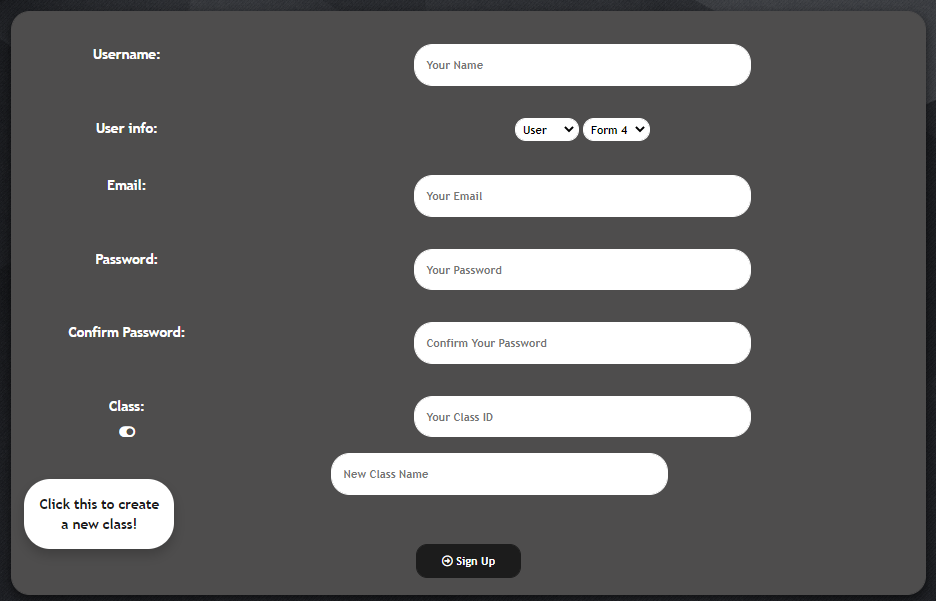 Username:
Your Name
User info:
User
Form 4
Email:
Your Email
Password:
Your Password
Confirm Password:
Confirm Your Password
Class:
Your Class ID
New Class Name
Click this to create
a new class!
Sign Up